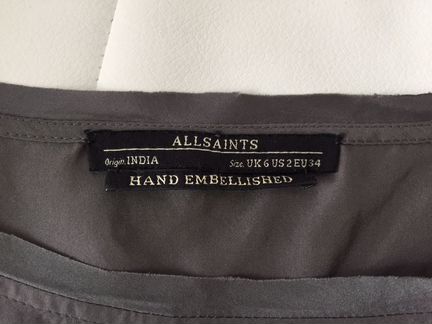 ALLSAINTS
Origin. INDIA Size. UK 6 US 2 EU 34
HAND EMBELLISHED